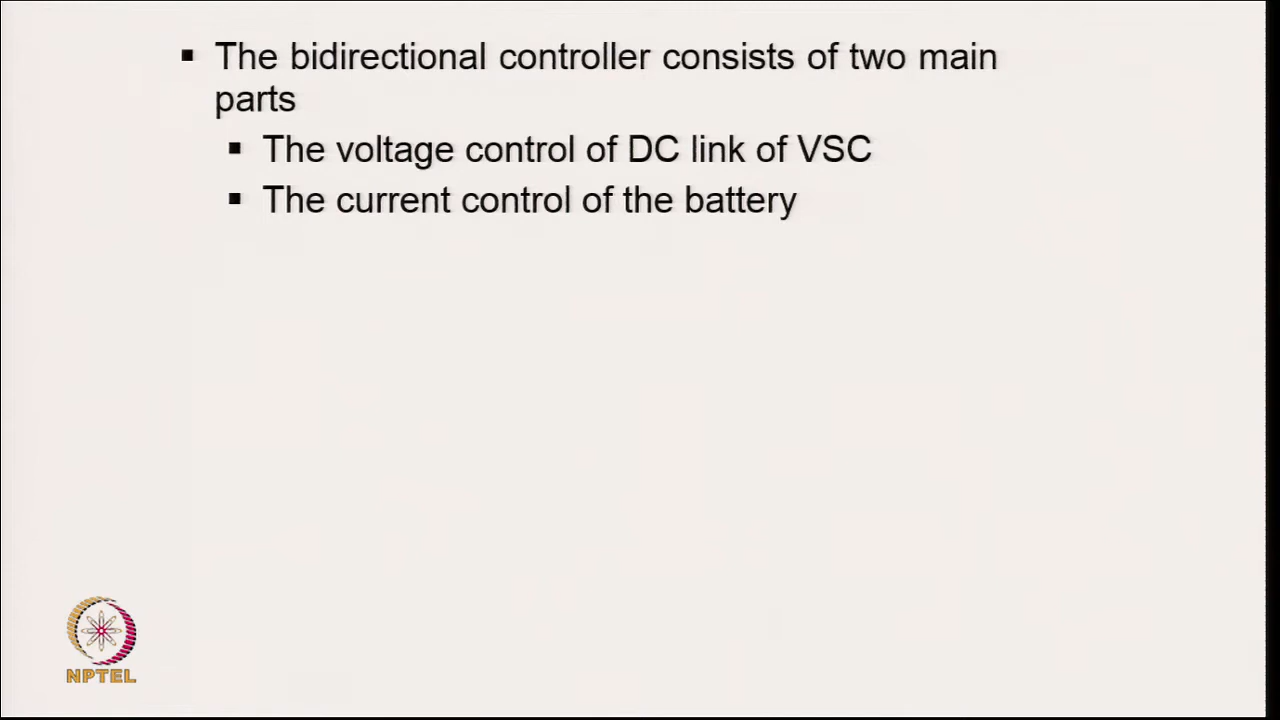 ▪ The bidirectional controller consists of two main
parts
▪ The voltage control of DC link of VSC
▪ The current control of the battery
NPTEL